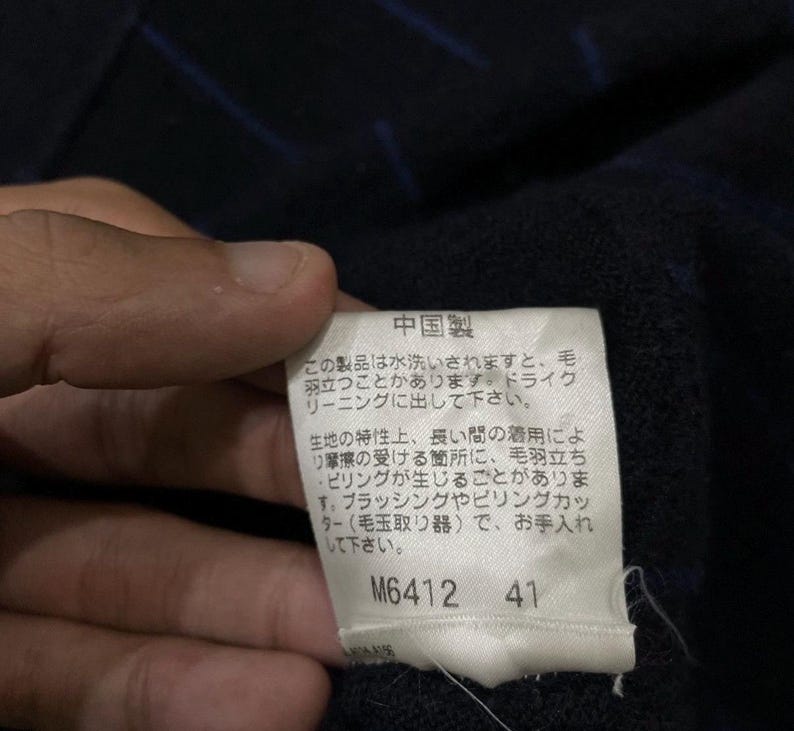 中国製
この製品は水洗いされますと、毛
羽立つことがあります。ドライク
リーニングに出して下さい。
生地の特性上、長い間の着用によ
り摩擦の受ける箇所に、毛羽立ち
・ピリングが生じることがありま
す。ブラッシングやピリングカッ
ター（毛玉取り器）で、お手入れ
して下さい。
M6412 41